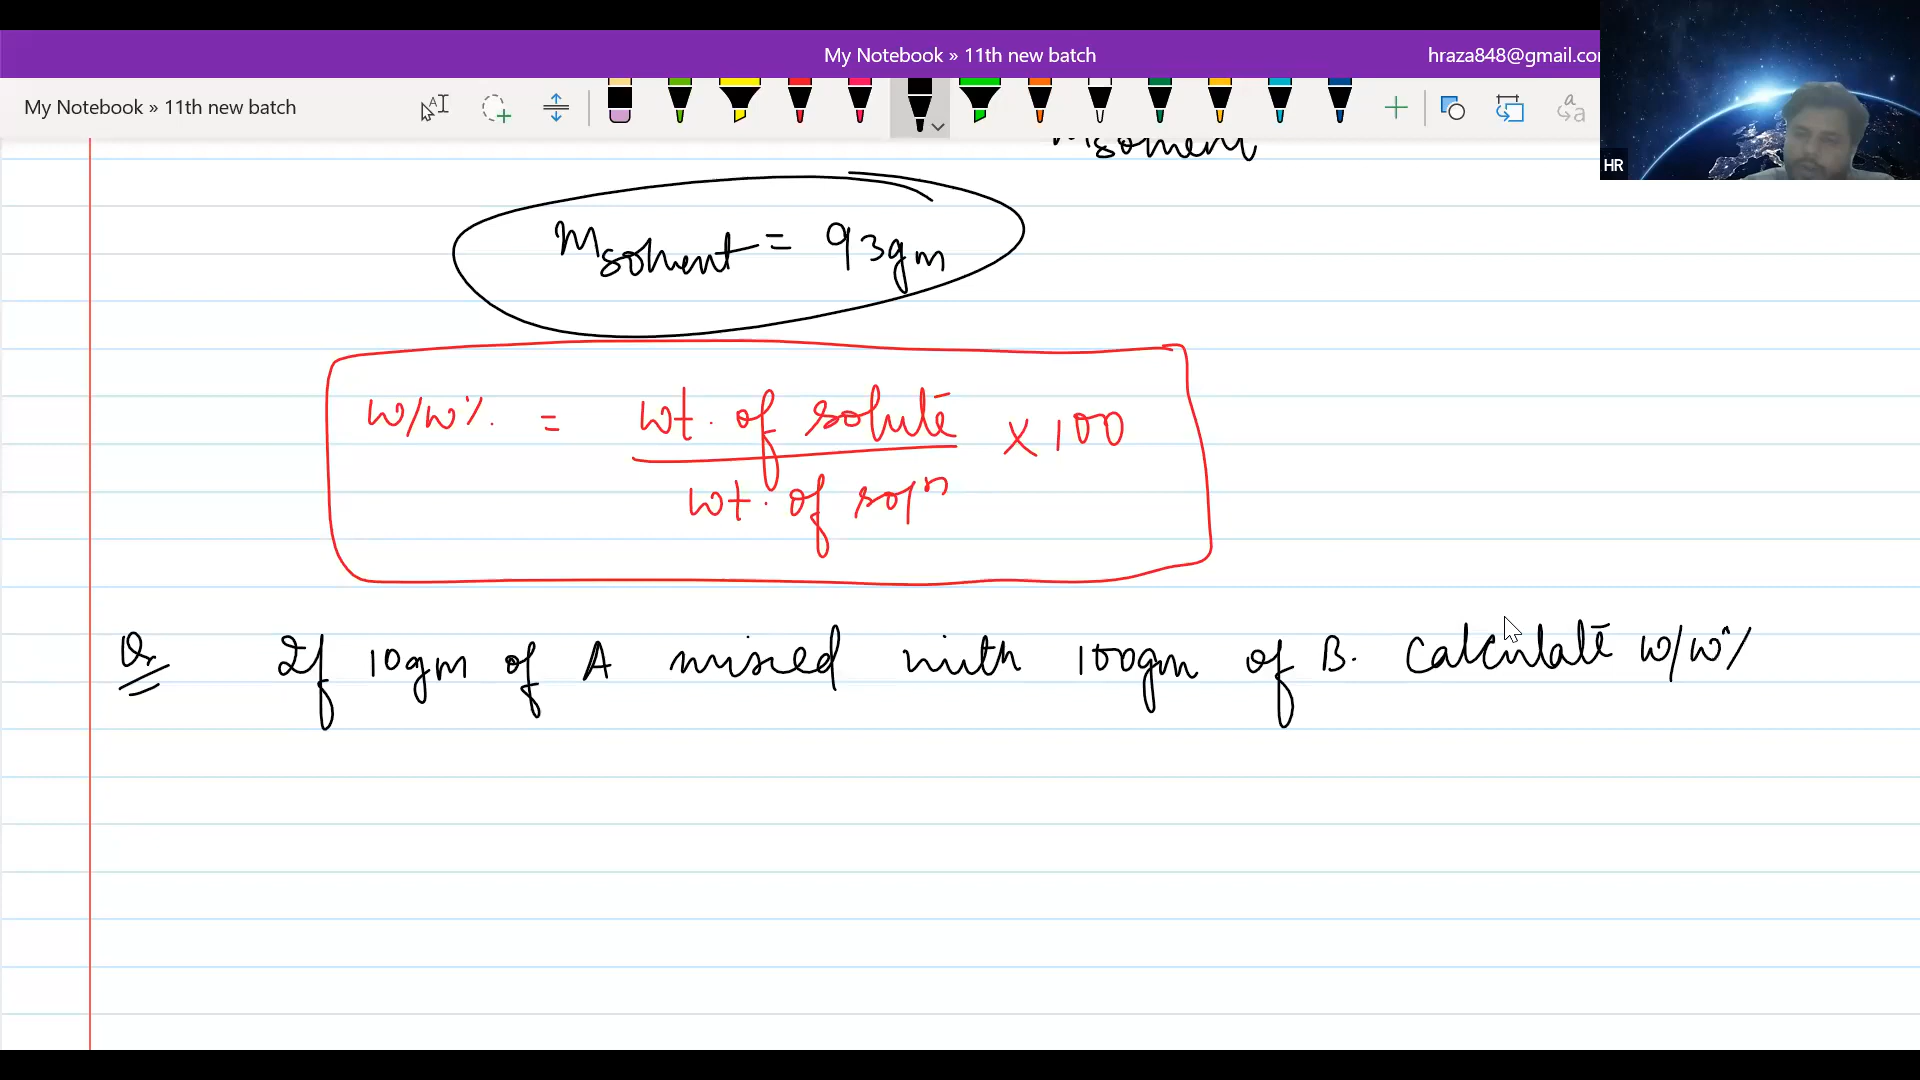 My Notebook » 11th new batch
hraza848@gmail.co
My Notebook » 11th new batch
HR
msolvent
msolvent = 93gm
w/w% = wt. of solute × 100
wt. of solⁿ
Q. If 10gm of A mixed with 100gm of B. Calculate w/w%